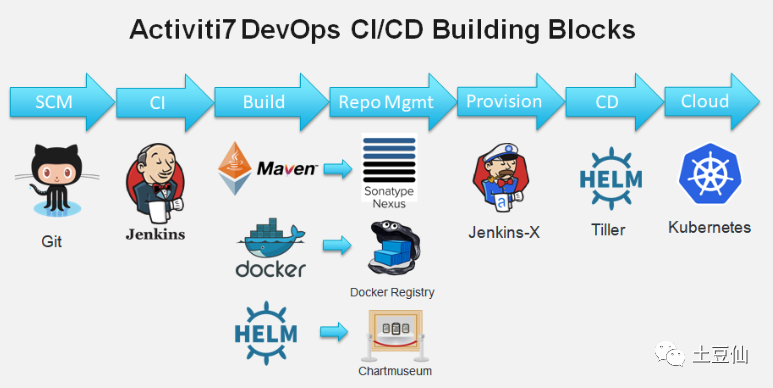 Activiti7 DevOps CI/CD Building Blocks
SCM
CI
Build
Repo Mgmt
Provision
CD
Cloud
Git
Jenkins
Maven™
Sonatype
Nexus
Jenkins-X
HELM
Tiller
Kubernetes
docker
Docker Registry
HELM
Chartmuseum
土豆仙